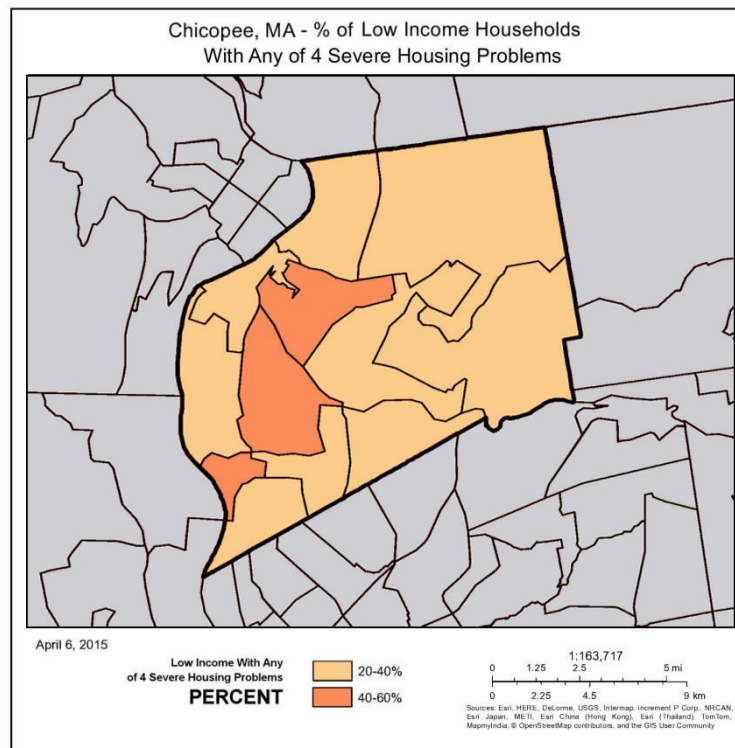 Chicopee, MA - % of Low Income Households
With Any of 4 Severe Housing Problems
April 6, 2015
Low Income With Any
of 4 Severe Housing Problems
PERCENT
20-40%
40-60%
1:163,717
0 1.25 2.5 5 mi
0 2.25 4.5 9 km
Sources: Esri, HERE, DeLorme, USGS, Intermap, increment P Corp., NRCAN,
Esri Japan, METI, Esri China (Hong Kong), Esri (Thailand), TomTom,
MapmyIndia, © OpenStreetMap contributors, and the GIS User Community